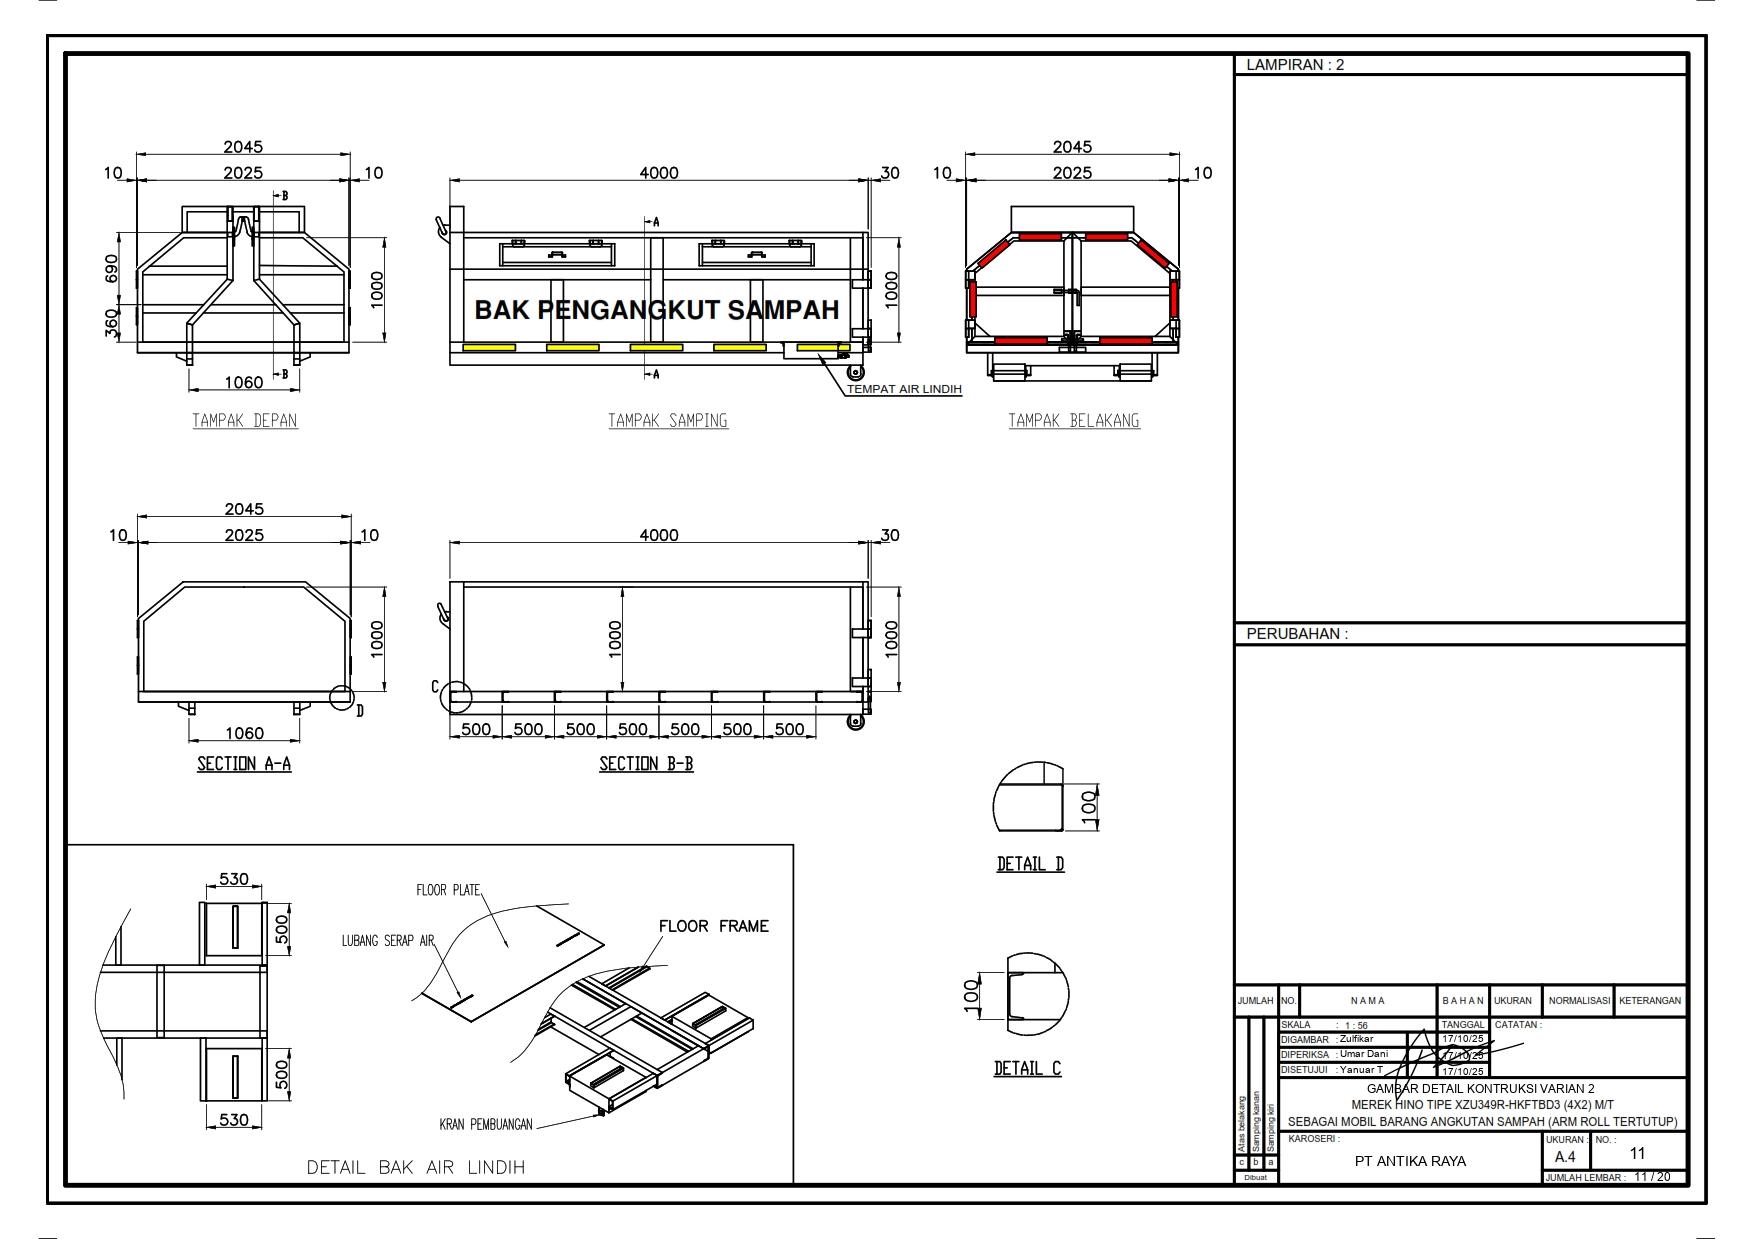 LAMPIRAN : 2
2045
10 2025 10
B
690
360
1000
B
1060
TAMPAK DEPAN
4000 30
A
1000
BAK PENGANGKUT SAMPAH
A
TEMPAT AIR LINDIH
TAMPAK SAMPING
2045
10 2025 10
TAMPAK BELAKANG
2045
10 2025 10
1000
D
1060
SECTION A-A
4000 30
1000
1000
C
500 500 500 500 500 500 500
SECTION B-B
100
DETAIL D
100
DETAIL C
530
500
500
530
FLOOR PLATE
LUBANG SERAP AIR
FLOOR FRAME
KRAN PEMBUANGAN
DETAIL BAK AIR LINDIH
PERUBAHAN :
JUMLAH NO. N A M A B A H A N UKURAN NORMALISASI KETERANGAN
SKALA : 1 : 56 TANGGAL CATATAN :
DIGAMBAR : Zulfikar 17/10/25
DIPERIKSA : Umar Dani 17/10/25
DISETUJUI : Yanuar T 17/10/25
GAMBAR DETAIL KONTRUKSI VARIAN 2
MEREK HINO TIPE XZU349R-HKFTBD3 (4X2) M/T
SEBAGAI MOBIL BARANG ANGKUTAN SAMPAH (ARM ROLL TERTUTUP)
Atas belakang
Samping kanan
Samping kiri
c b a
Dibuat
KAROSERI :
PT ANTIKA RAYA
UKURAN : NO. :
A.4 11
JUMLAH LEMBAR : 11 / 20